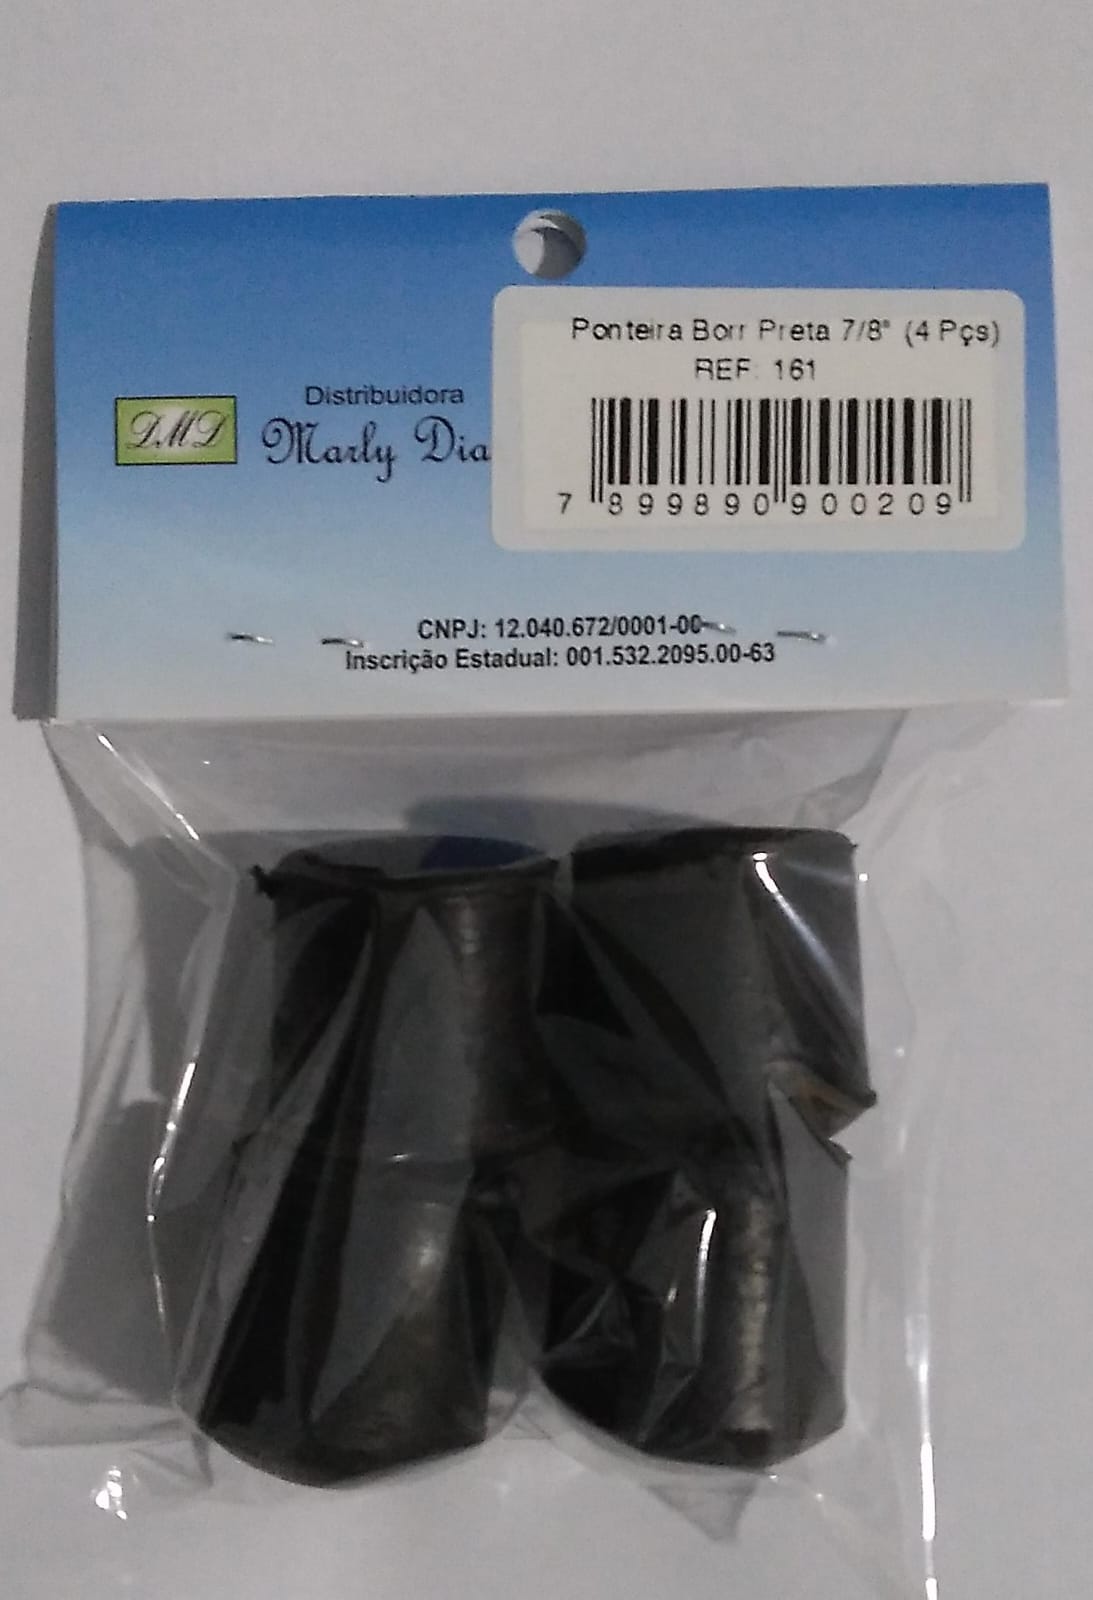 Ponteira Borr Preta 7/8" (4 Pçs)
REF: 161
7 899890 900209
DMD
Distribuidora
Marly Dia
CNPJ: 12.040.672/0001-00
Inscrição Estadual: 001.532.2095.00-63